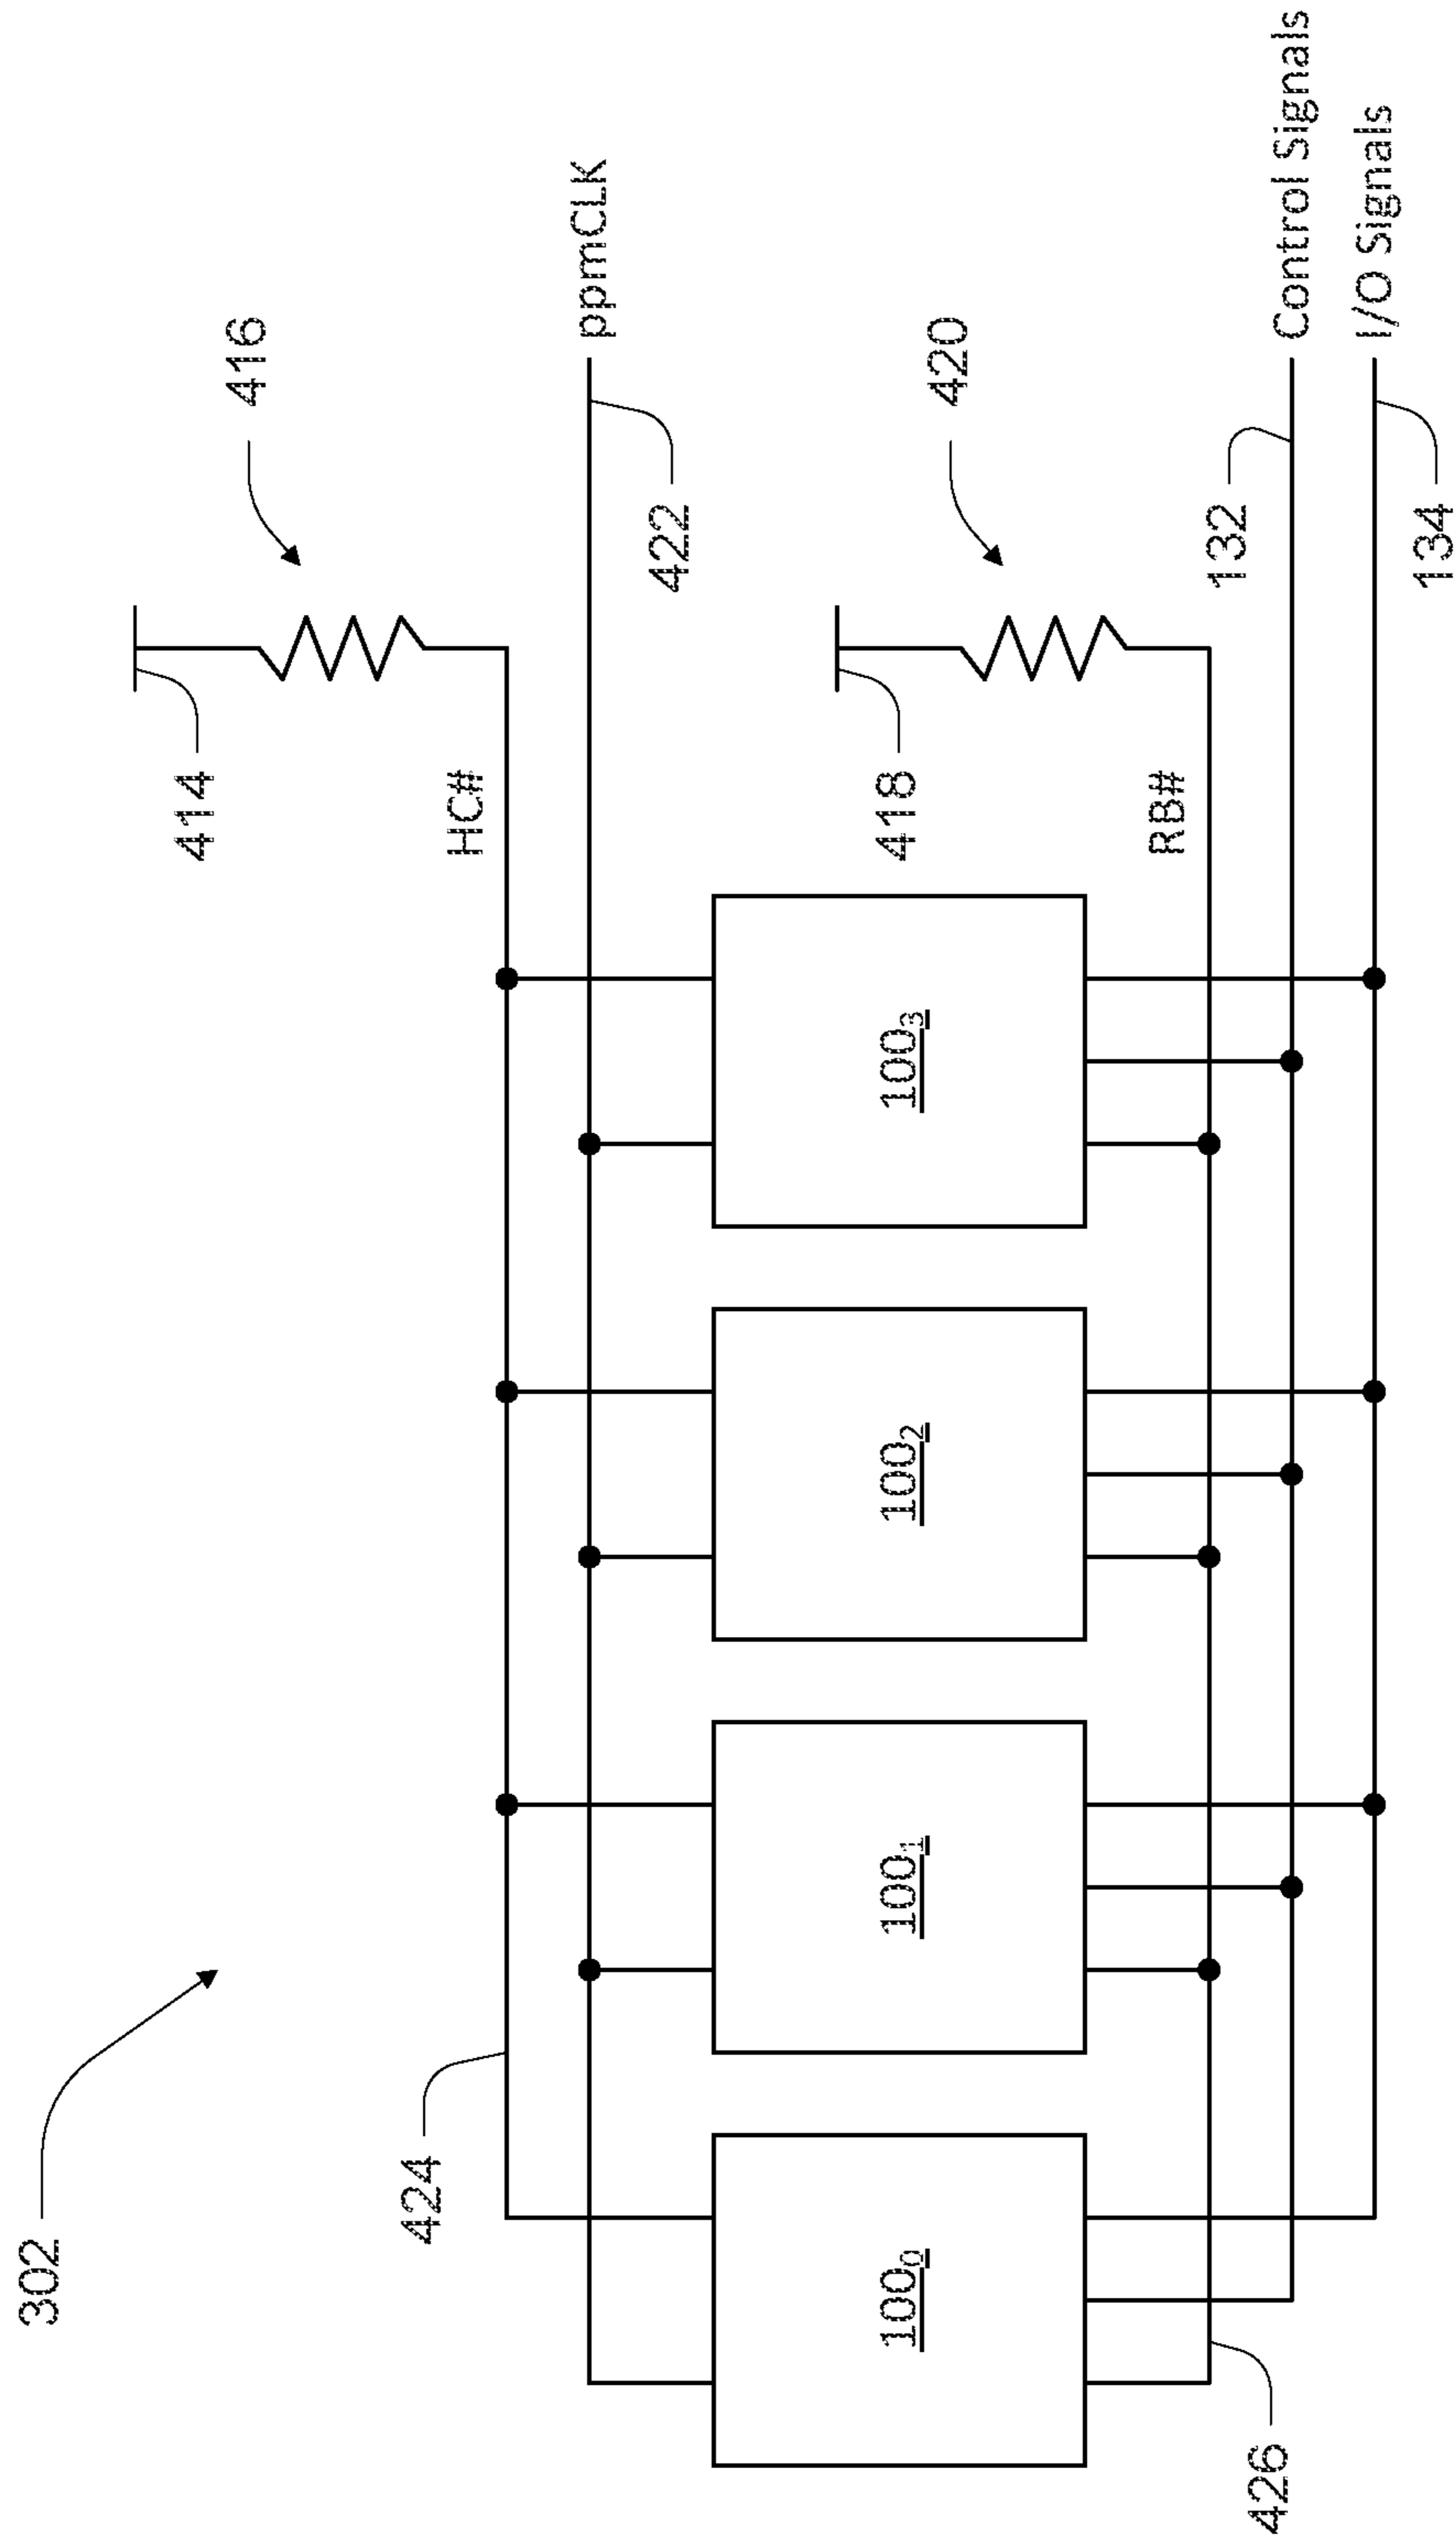 302
416
414
HC#
424
ppmCLK
422
100₀
100₁
100₂
100₃
420
418
RB#
426
132
Control Signals
134
I/O Signals